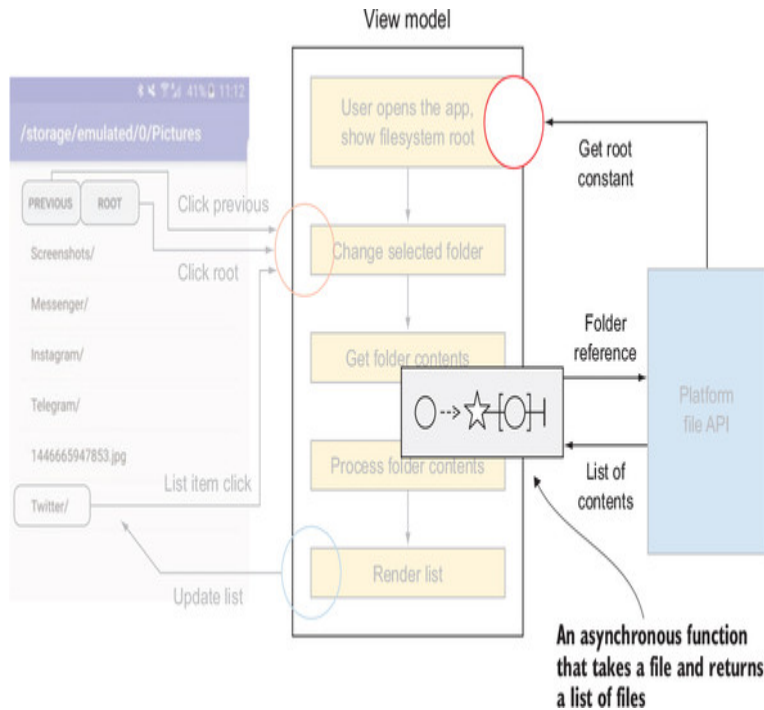 View model
41% 11:12
/storage/emulated/0/Pictures
PREVIOUS
ROOT
Screenshots/
Messenger/
Instagram/
Telegram/
1446665947853.jpg
Twitter/
Click previous
Click root
List item click
Update list
User opens the app,
show filesystem root
Change selected folder
Get folder contents
Process folder contents
Render list
Get root
constant
Folder
reference
Platform
file API
List of
contents
An asynchronous function
that takes a file and returns
a list of files